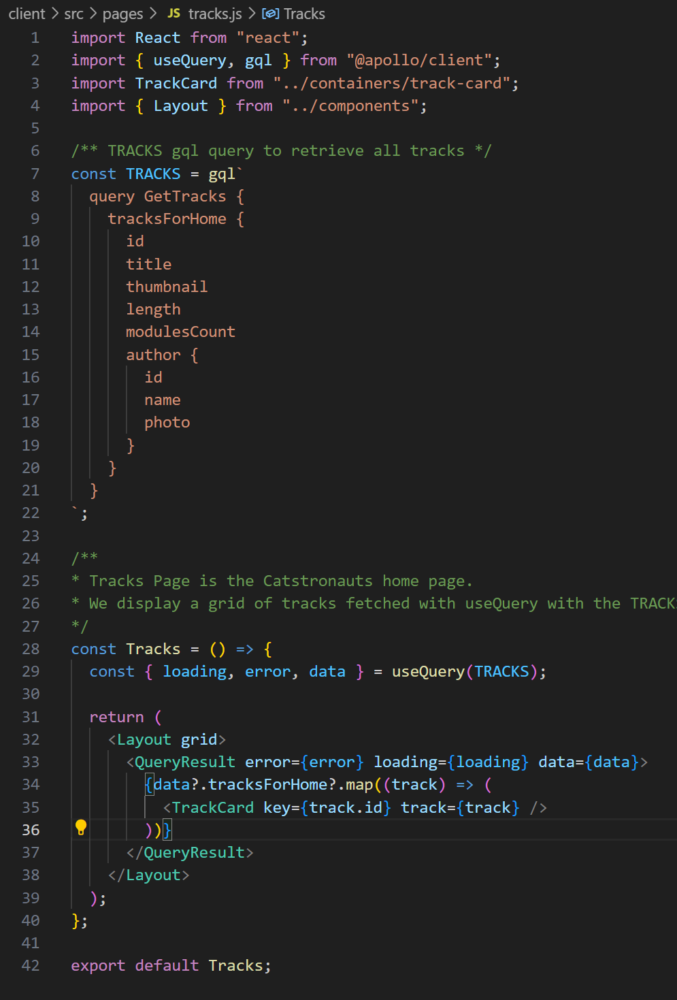 client > src > pages > JS tracks.js > Tracks
1 import React from "react";
2 import { useQuery, gql } from "@apollo/client";
3 import TrackCard from "../containers/track-card";
4 import { Layout } from "../components";
5
6 /** TRACKS gql query to retrieve all tracks */
7 const TRACKS = gql`
8   query GetTracks {
9     tracksForHome {
10       id
11       title
12       thumbnail
13       length
14       modulesCount
15       author {
16         id
17         name
18         photo
19       }
20     }
21   }
22 `;
23
24 /**
25 * Tracks Page is the Catstronauts home page.
26 * We display a grid of tracks fetched with useQuery with the TRACK
27 */
28 const Tracks = () => {
29   const { loading, error, data } = useQuery(TRACKS);
30
31   return (
32     <Layout grid>
33       <QueryResult error={error} loading={loading} data={data}>
34         {data?.tracksForHome?.map((track) => (
35           <TrackCard key={track.id} track={track} />
36         ))}
37       </QueryResult>
38     </Layout>
39   );
40 };
41
42 export default Tracks;